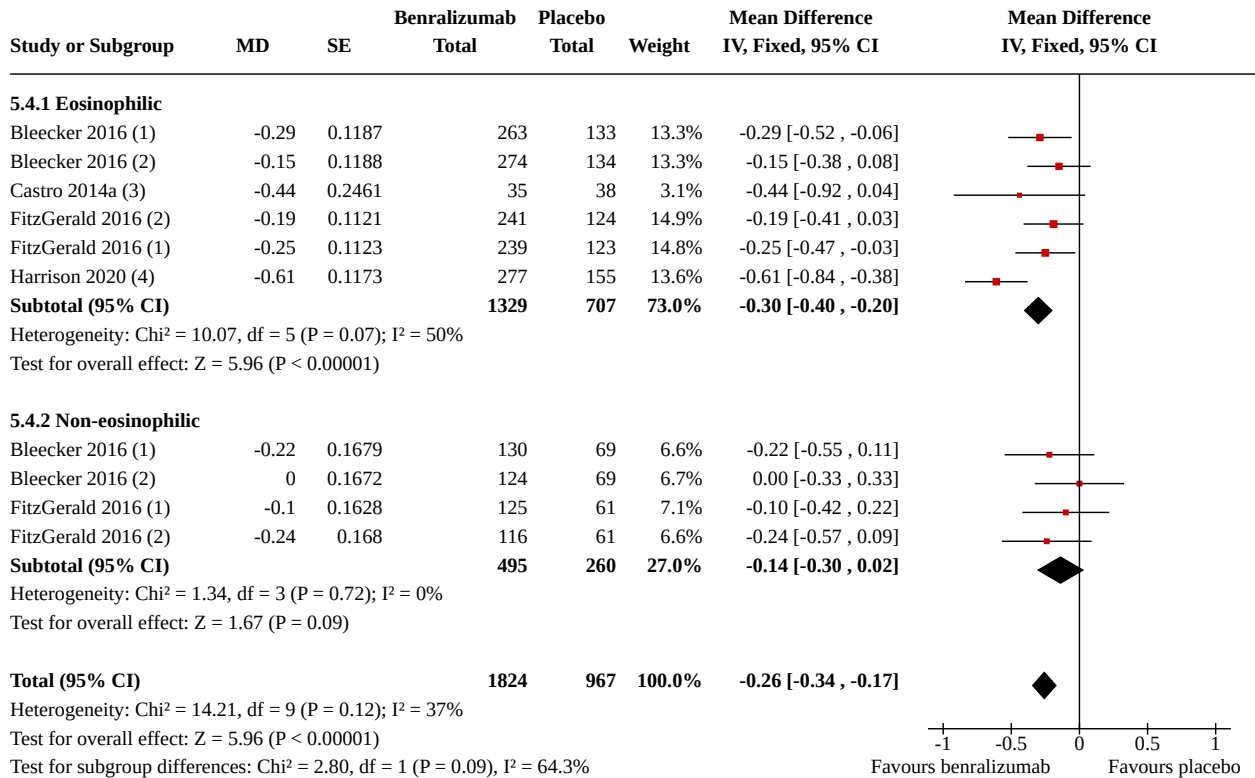 Benralizumab Placebo Mean Difference Mean Difference
Study or Subgroup MD SE Total Total Weight IV, Fixed, 95% CI IV, Fixed, 95% CI
5.4.1 Eosinophilic
Bleecker 2016 (1) -0.29 0.1187 263 133 13.3% -0.29 [-0.52 , -0.06]
Bleecker 2016 (2) -0.15 0.1188 274 134 13.3% -0.15 [-0.38 , 0.08]
Castro 2014a (3) -0.44 0.2461 35 38 3.1% -0.44 [-0.92 , 0.04]
FitzGerald 2016 (2) -0.19 0.1121 241 124 14.9% -0.19 [-0.41 , 0.03]
FitzGerald 2016 (1) -0.25 0.1123 239 123 14.8% -0.25 [-0.47 , -0.03]
Harrison 2020 (4) -0.61 0.1173 277 155 13.6% -0.61 [-0.84 , -0.38]
Subtotal (95% CI) 1329 707 73.0% -0.30 [-0.40 , -0.20]
Heterogeneity: Chi² = 10.07, df = 5 (P = 0.07); I² = 50%
Test for overall effect: Z = 5.96 (P < 0.00001)
5.4.2 Non-eosinophilic
Bleecker 2016 (1) -0.22 0.1679 130 69 6.6% -0.22 [-0.55 , 0.11]
Bleecker 2016 (2) 0 0.1672 124 69 6.7% 0.00 [-0.33 , 0.33]
FitzGerald 2016 (1) -0.1 0.1628 125 61 7.1% -0.10 [-0.42 , 0.22]
FitzGerald 2016 (2) -0.24 0.168 116 61 6.6% -0.24 [-0.57 , 0.09]
Subtotal (95% CI) 495 260 27.0% -0.14 [-0.30 , 0.02]
Heterogeneity: Chi² = 1.34, df = 3 (P = 0.72); I² = 0%
Test for overall effect: Z = 1.67 (P = 0.09)
Total (95% CI) 1824 967 100.0% -0.26 [-0.34 , -0.17]
Heterogeneity: Chi² = 14.21, df = 9 (P = 0.12); I² = 37%
Test for overall effect: Z = 5.96 (P < 0.00001) -1 -0.5 0 0.5 1
Test for subgroup differences: Chi² = 2.80, df = 1 (P = 0.09), I² = 64.3% Favours benralizumab Favours placebo